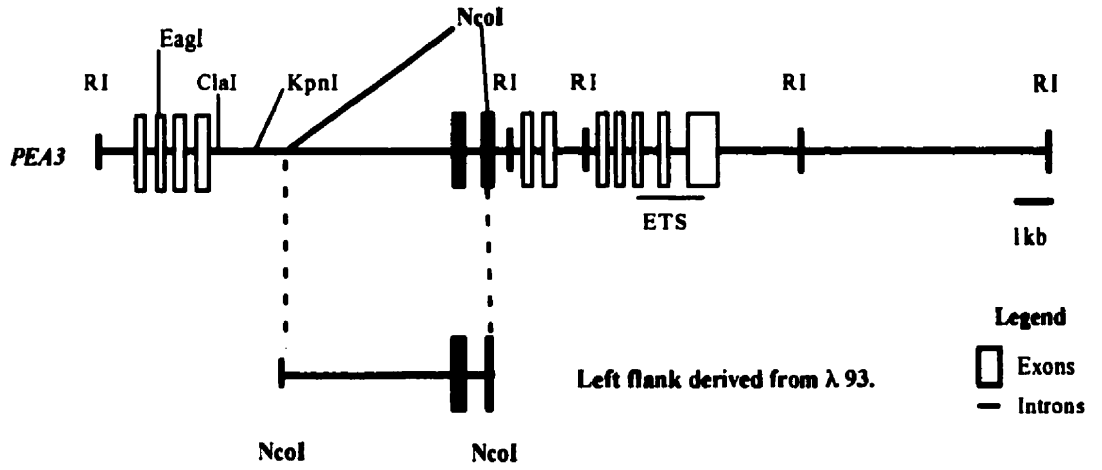 NcoI
EagI
RI ClaI KpnI RI RI RI RI
PEA3
ETS
1kb
Legend
Exons
Left flank derived from λ 93.
Introns
NcoI NcoI